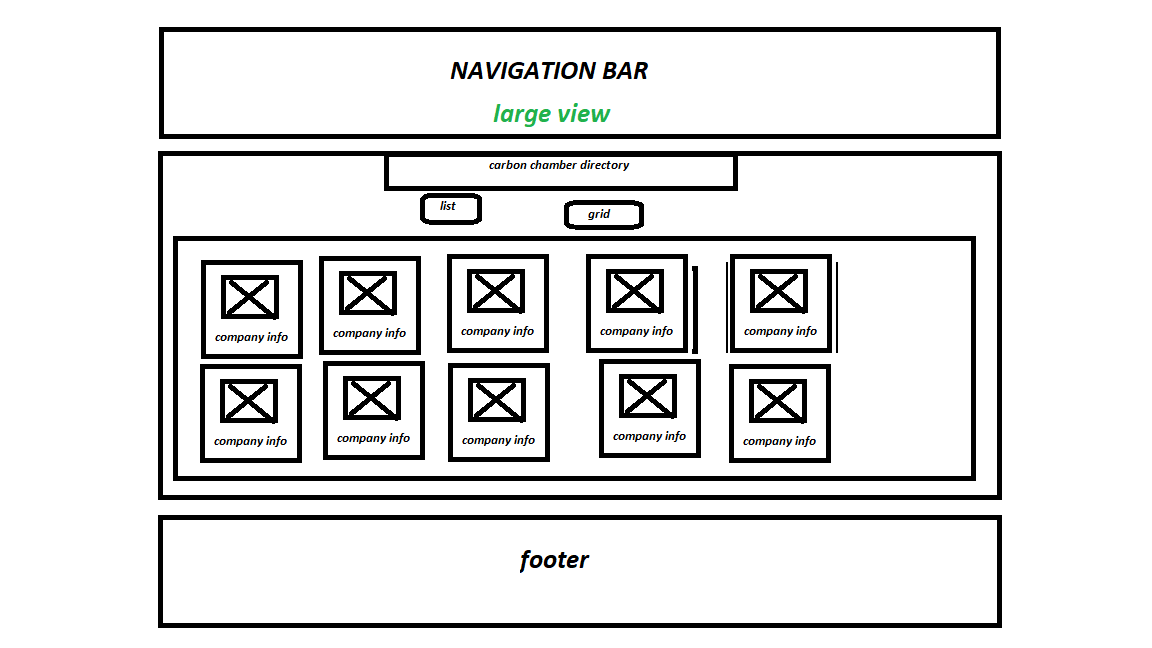 NAVIGATION BAR
large view
carbon chamber directory
list
grid
company info
company info
company info
company info
company info
company info
company info
company info
company info
company info
footer